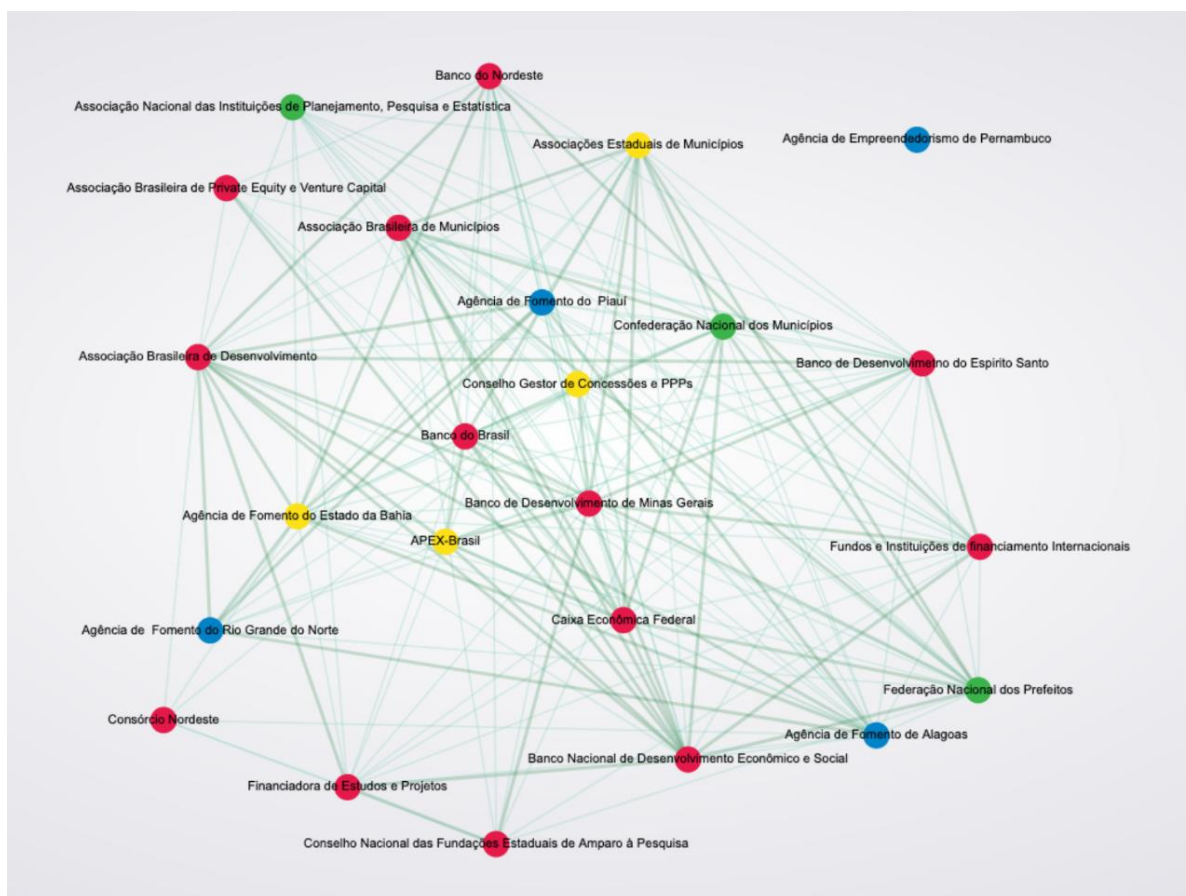 Banco do Nordeste
Associação Nacional das Instituições de Planejamento, Pesquisa e Estatística
Agência de Empreendedorismo de Pernambuco
Associações Estaduais de Municípios
Associação Brasileira de Private Equity e Venture Capital
Associação Brasileira de Municípios
Agência de Fomento do Piauí
Confederação Nacional dos Municípios
Associação Brasileira de Desenvolvimento
Banco de Desenvolvimetno do Espirito Santo
Conselho Gestor de Concessões e PPPs
Banco do Brasil
Banco de Desenvolvimento de Minas Gerais
Agência de Fomento do Estado da Bahia
APEX-Brasil
Fundos e Instituições de financiamento Internacionais
Caixa Econômica Federal
Agência de Fomento do Rio Grande do Norte
Federação Nacional dos Prefeitos
Consórcio Nordeste
Agência de Fomento de Alagoas
Banco Nacional de Desenvolvimento Econômico e Social
Financiadora de Estudos e Projetos
Conselho Nacional das Fundações Estaduais de Amparo à Pesquisa